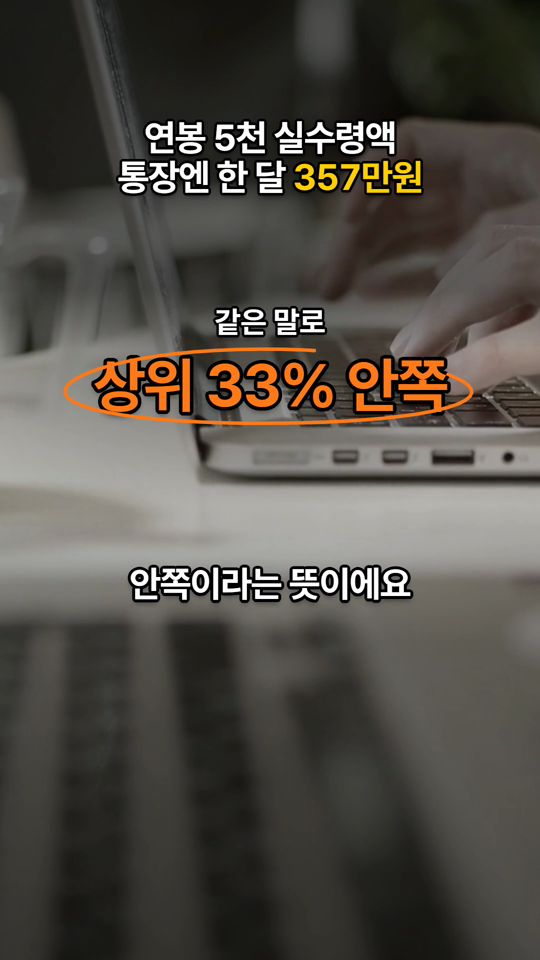 연봉 5천 실수령액
통장엔 한 달 357만원
같은 말로
상위 33% 안쪽
안쪽이라는 뜻이에요